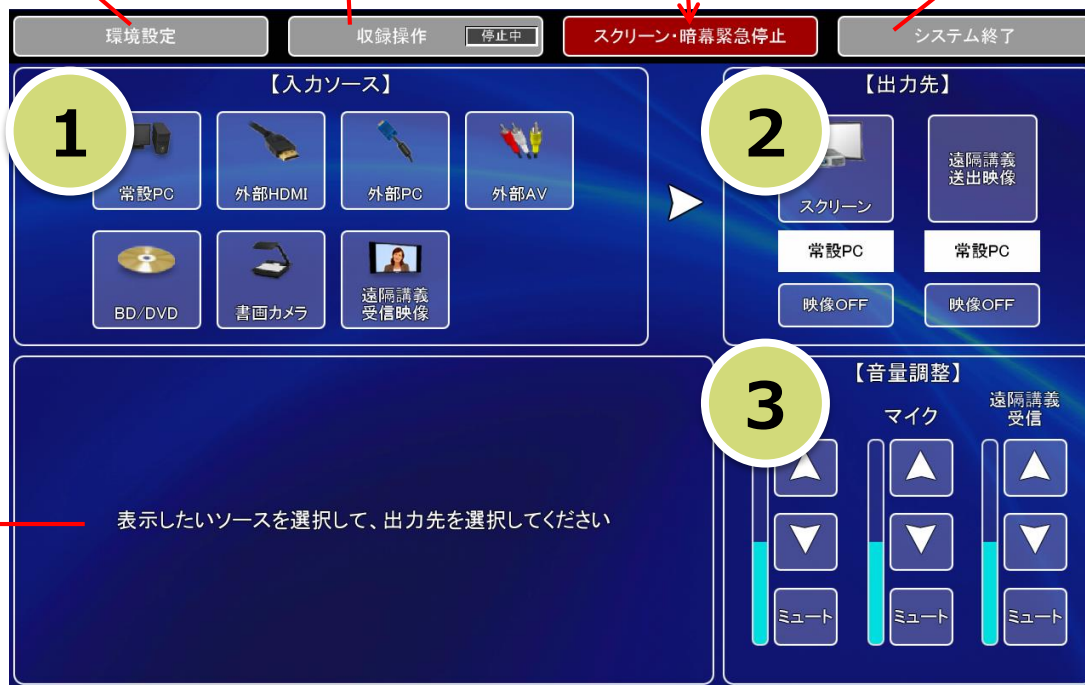 環境設定
収録操作 停止中
スクリーン・暗幕緊急停止
システム終了
【入力ソース】
1
常設PC
外部HDMI
外部PC
外部AV
BD/DVD
書画カメラ
遠隔講義
受信映像
【出力先】
2
スクリーン
遠隔講義
送出映像
常設PC
常設PC
映像OFF
映像OFF
表示したいソースを選択して、出力先を選択してください
【音量調整】
3
マイク
遠隔講義
受信
ミュート
ミュート
ミュート